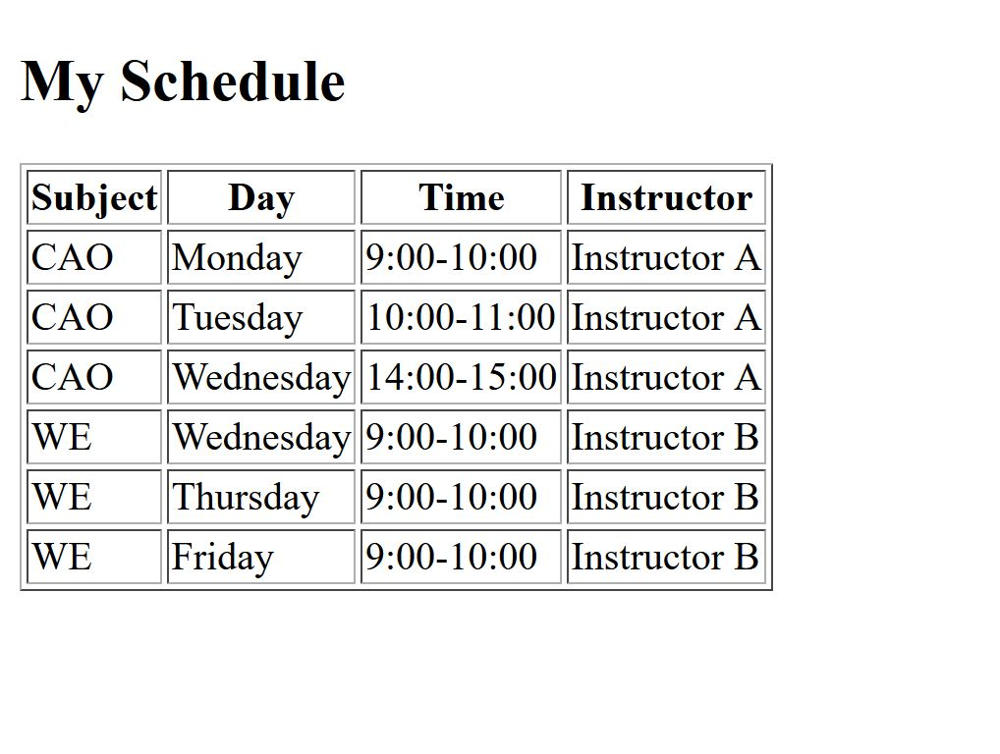 My Schedule
Subject Day Time Instructor
CAO Monday 9:00-10:00 Instructor A
CAO Tuesday 10:00-11:00 Instructor A
CAO Wednesday 14:00-15:00 Instructor A
WE Wednesday 9:00-10:00 Instructor B
WE Thursday 9:00-10:00 Instructor B
WE Friday 9:00-10:00 Instructor B